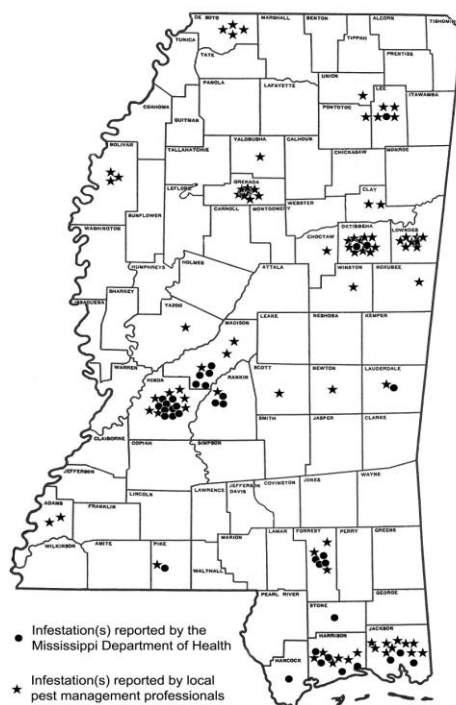 DE SOTO
MARSHALL
BENTON
ALCORN
TISHOMINGO
TIPPAH
TUNICA
TATE
PRENTISS
UNION
LEE
ITAWAMBA
PANOLA
LAFAYETTE
COAHOMA
QUITMAN
PONTOTOC
YALOBUSHA
CALHOUN
BOLIVAR
TALLAHATCHIE
CHICKASAW
MONROE
GRENADA
LEFLORE
CLAY
WEBSTER
SUNFLOWER
CARROLL
MONTGOMERY
WASHINGTON
OKTIBBEHA
LOWNDES
CHOCTAW
HUMPHREYS
HOLMES
ATTALA
WINSTON
NOXUBEE
SHARKEY
ISSAQUENA
YAZOO
MADISON
LEAKE
NESHOBA
KEMPER
WARREN
HINDS
RANKIN
SCOTT
NEWTON
LAUDERDALE
SMITH
JASPER
CLARKE
CLAIBORNE
COPIAH
SIMPSON
JEFFERSON
COVINGTON
JONES
WAYNE
LINCOLN
LAWRENCE
JEFFERSON
DAVIS
ADAMS
FRANKLIN
WILKINSON
AMITE
PIKE
WALTHALL
MARION
LAMAR
FORREST
PERRY
GREENE
PEARL RIVER
STONE
GEORGE
HARRISON
JACKSON
HANCOCK
Infestation(s) reported by the
Mississippi Department of Health
Infestation(s) reported by local
pest management professionals